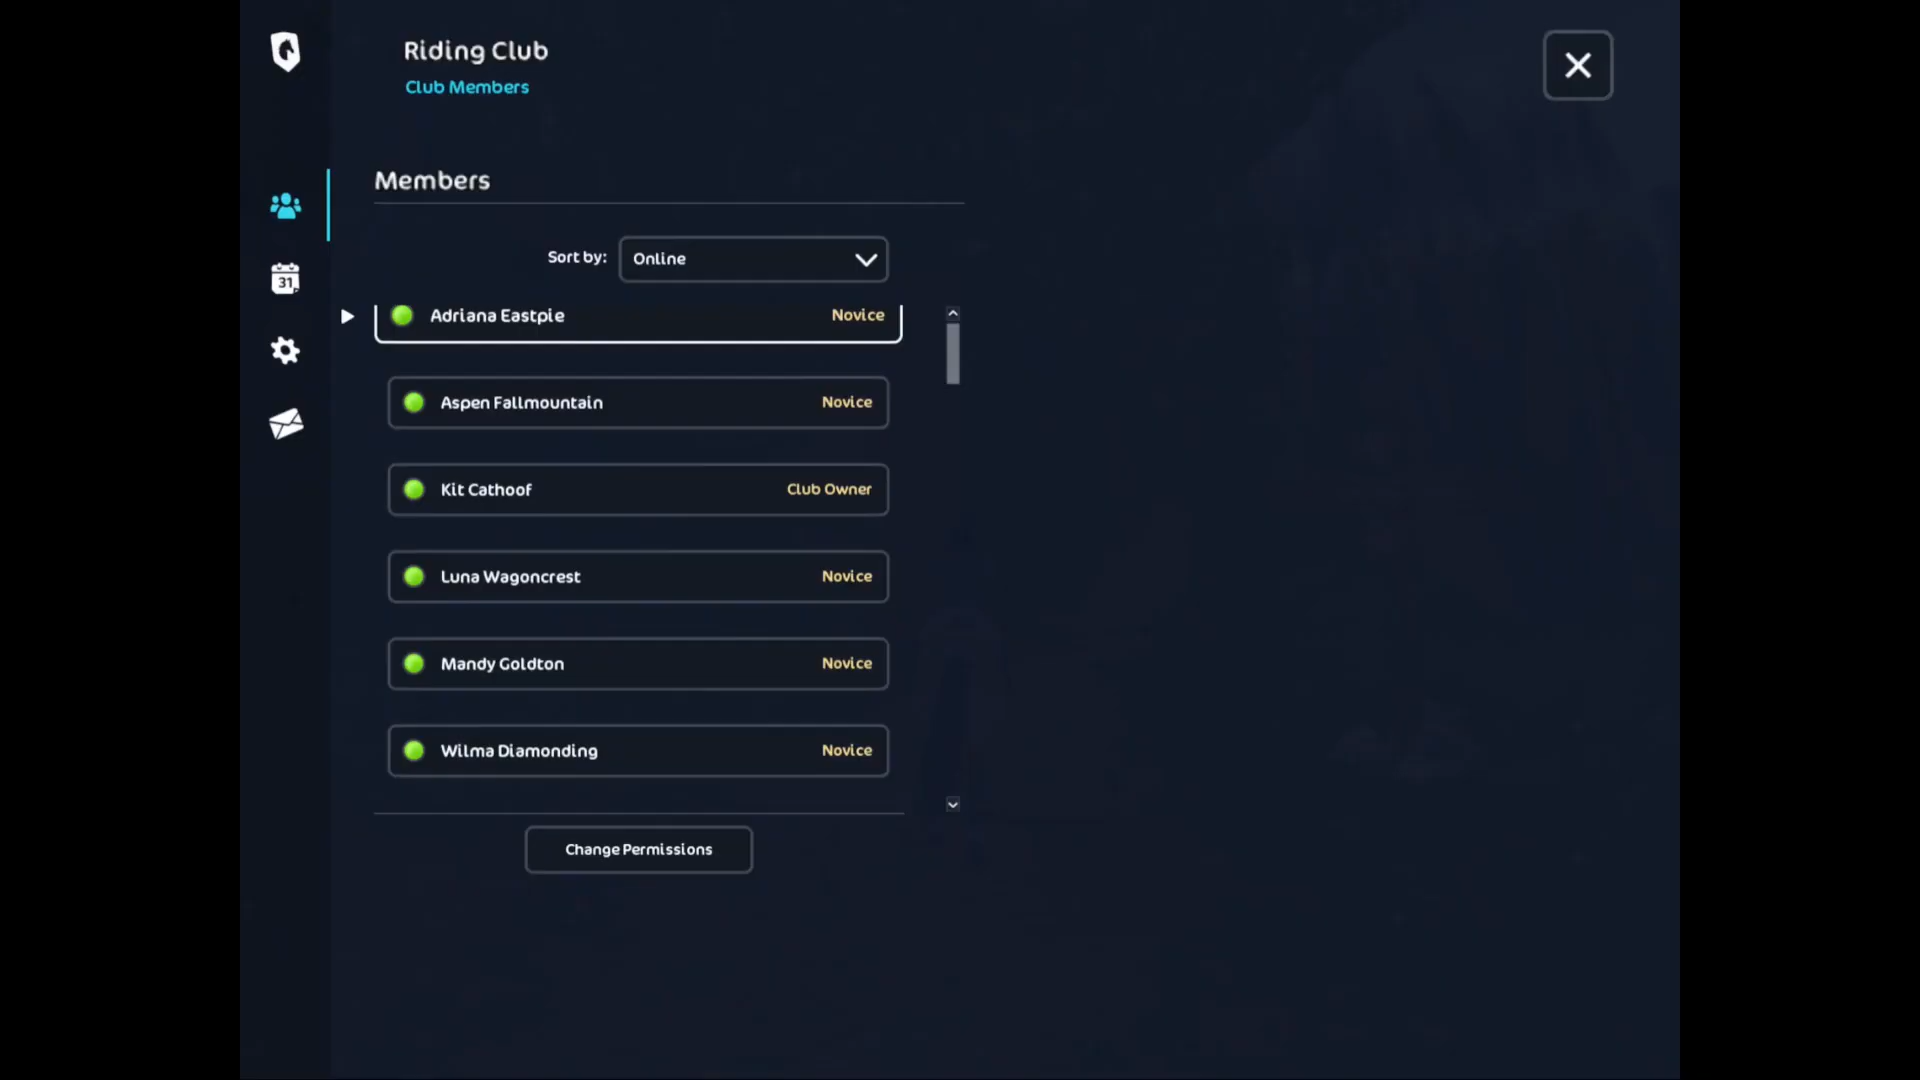 Riding Club
Club Members
Members
Sort by: Online
Adriana Eastpie Novice
Aspen Fallmountain Novice
Kit Cathoof Club Owner
Luna Wagoncrest Novice
Mandy Goldton Novice
Wilma Diamonding Novice
Change Permissions
31